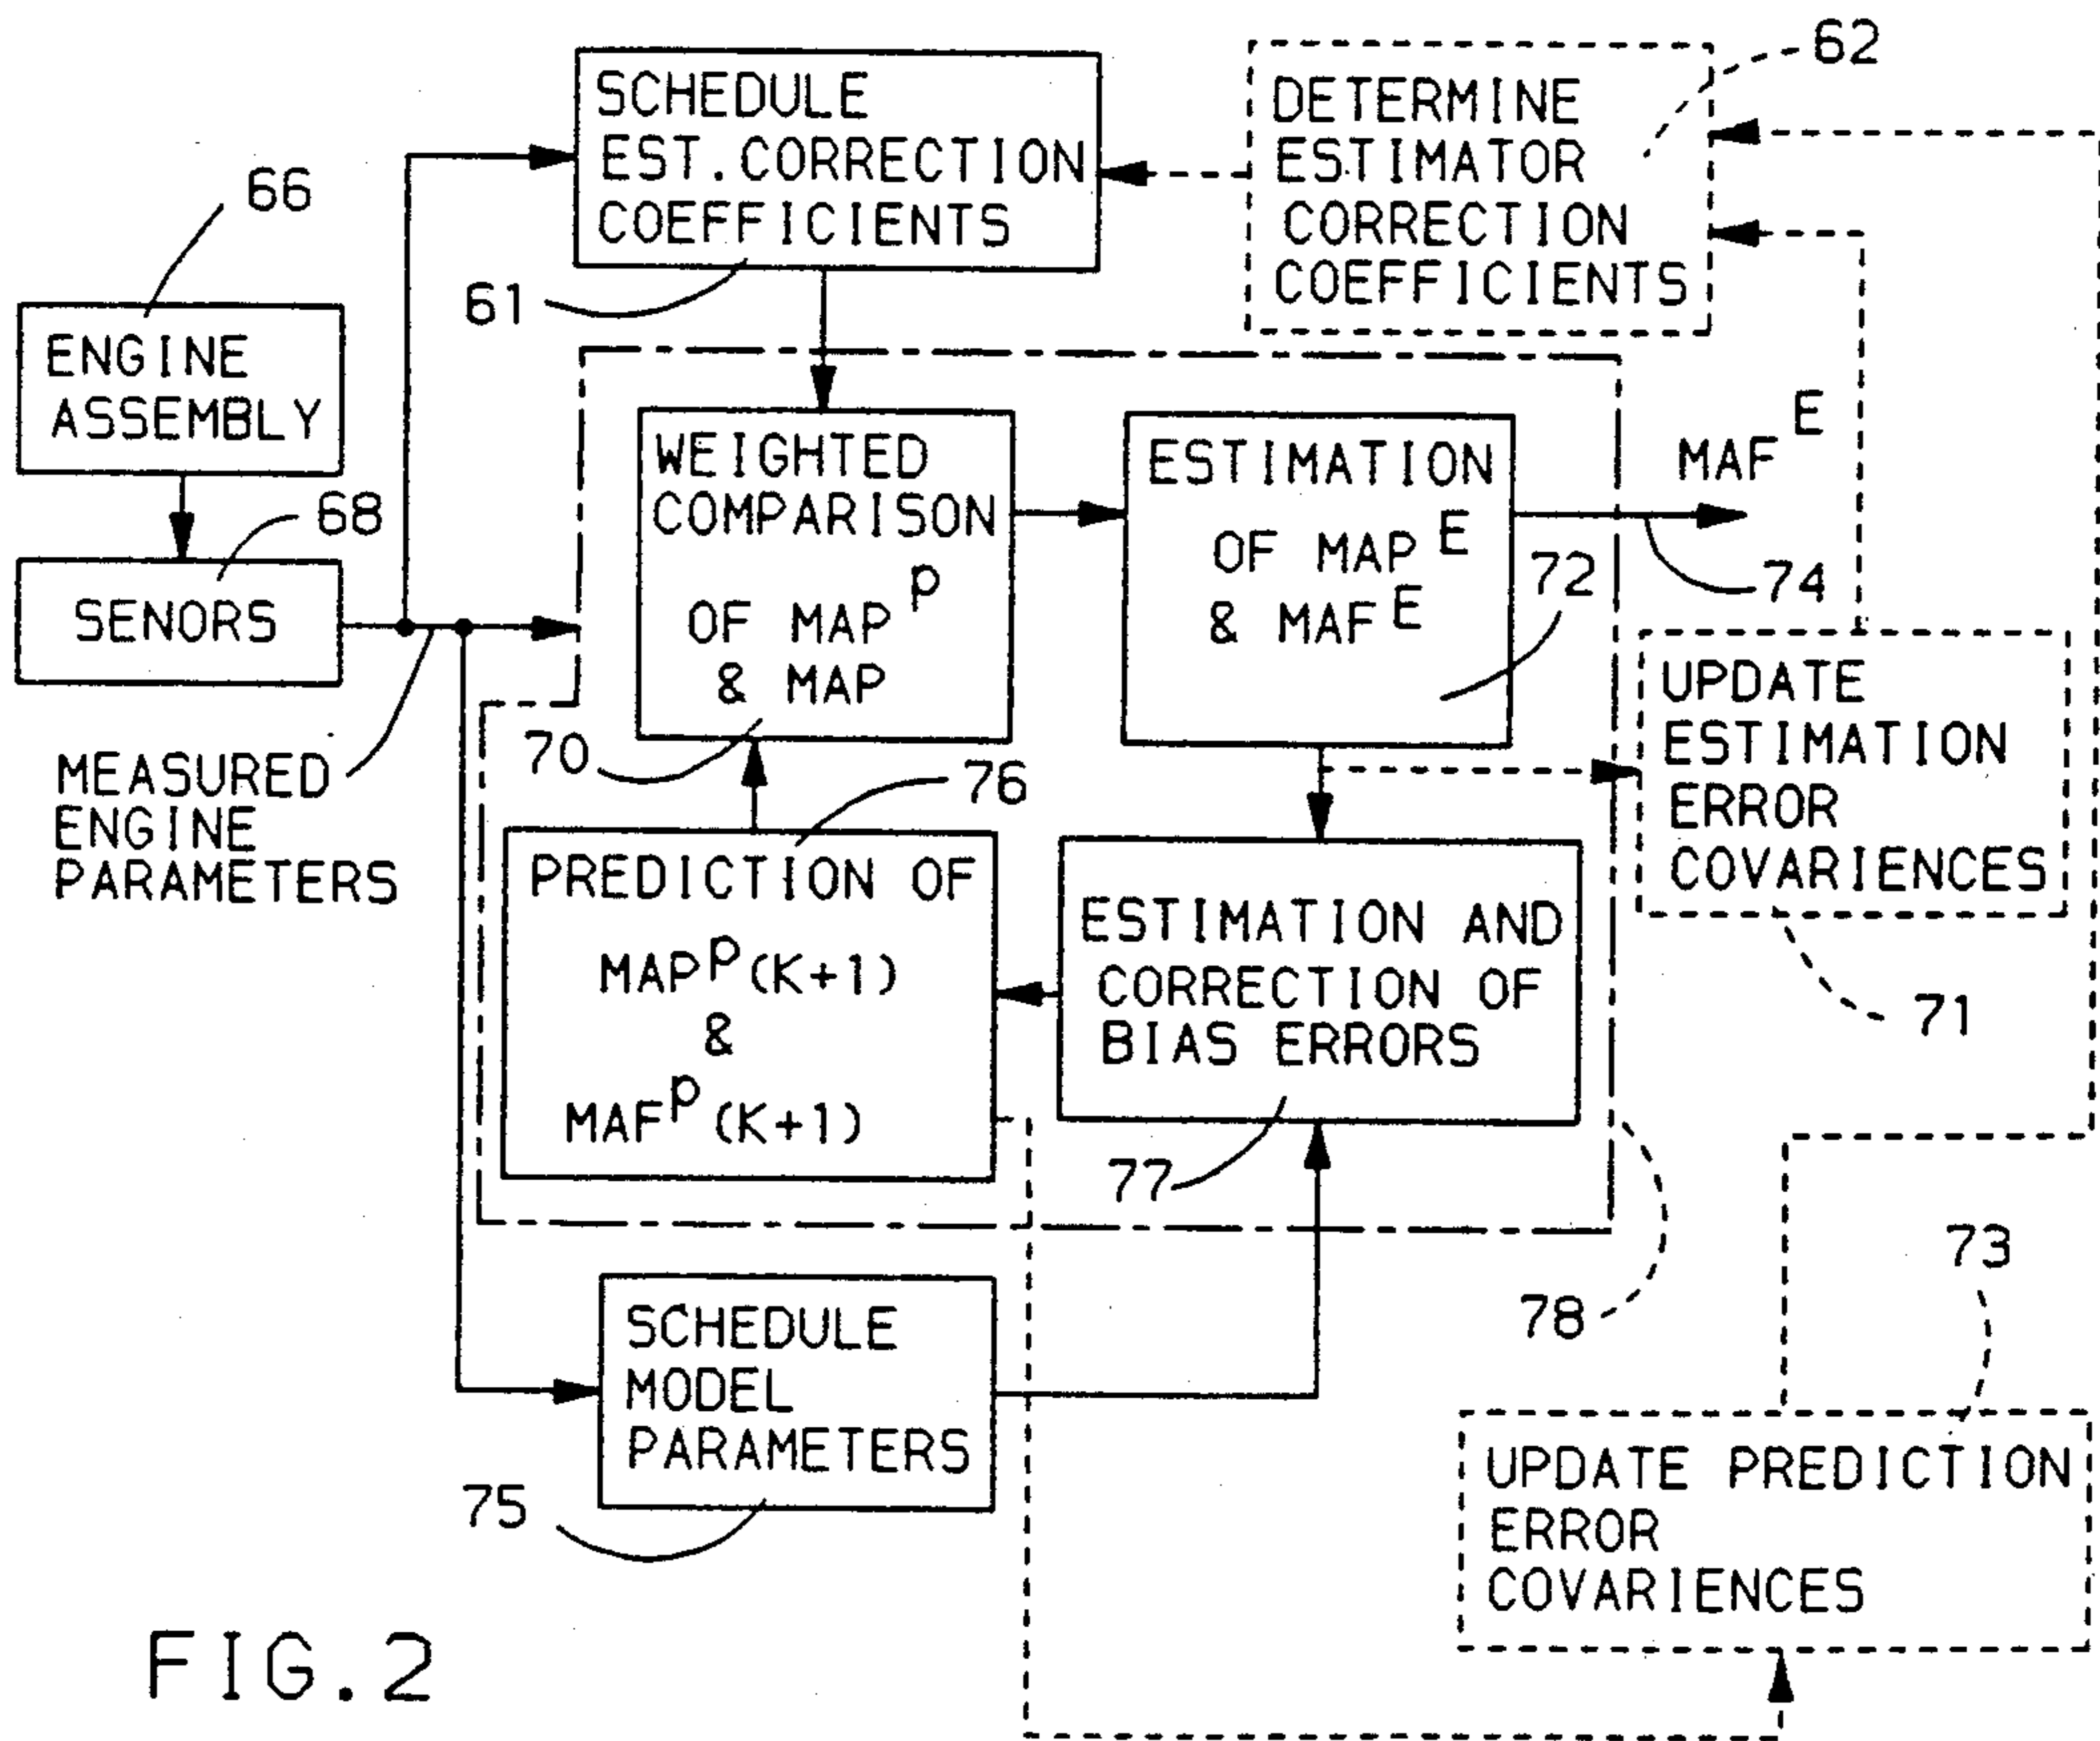 SCHEDULE
EST. CORRECTION
COEFFICIENTS
61
DETERMINE
ESTIMATOR
CORRECTION
COEFFICIENTS
62
66
ENGINE
ASSEMBLY
68
SENORS
MEASURED
ENGINE
PARAMETERS
WEIGHTED
COMPARISON
OF MAP^P
& MAP
70
ESTIMATION
OF MAP^E
& MAF^E
72
MAF^E
74
UPDATE
ESTIMATION
ERROR
COVARIENCES
71
76
PREDICTION OF
MAP^P(K+1)
&
MAF^P(K+1)
ESTIMATION AND
CORRECTION OF
BIAS ERRORS
77
78
SCHEDULE
MODEL
PARAMETERS
75
73
UPDATE PREDICTION
ERROR
COVARIENCES
FIG.2